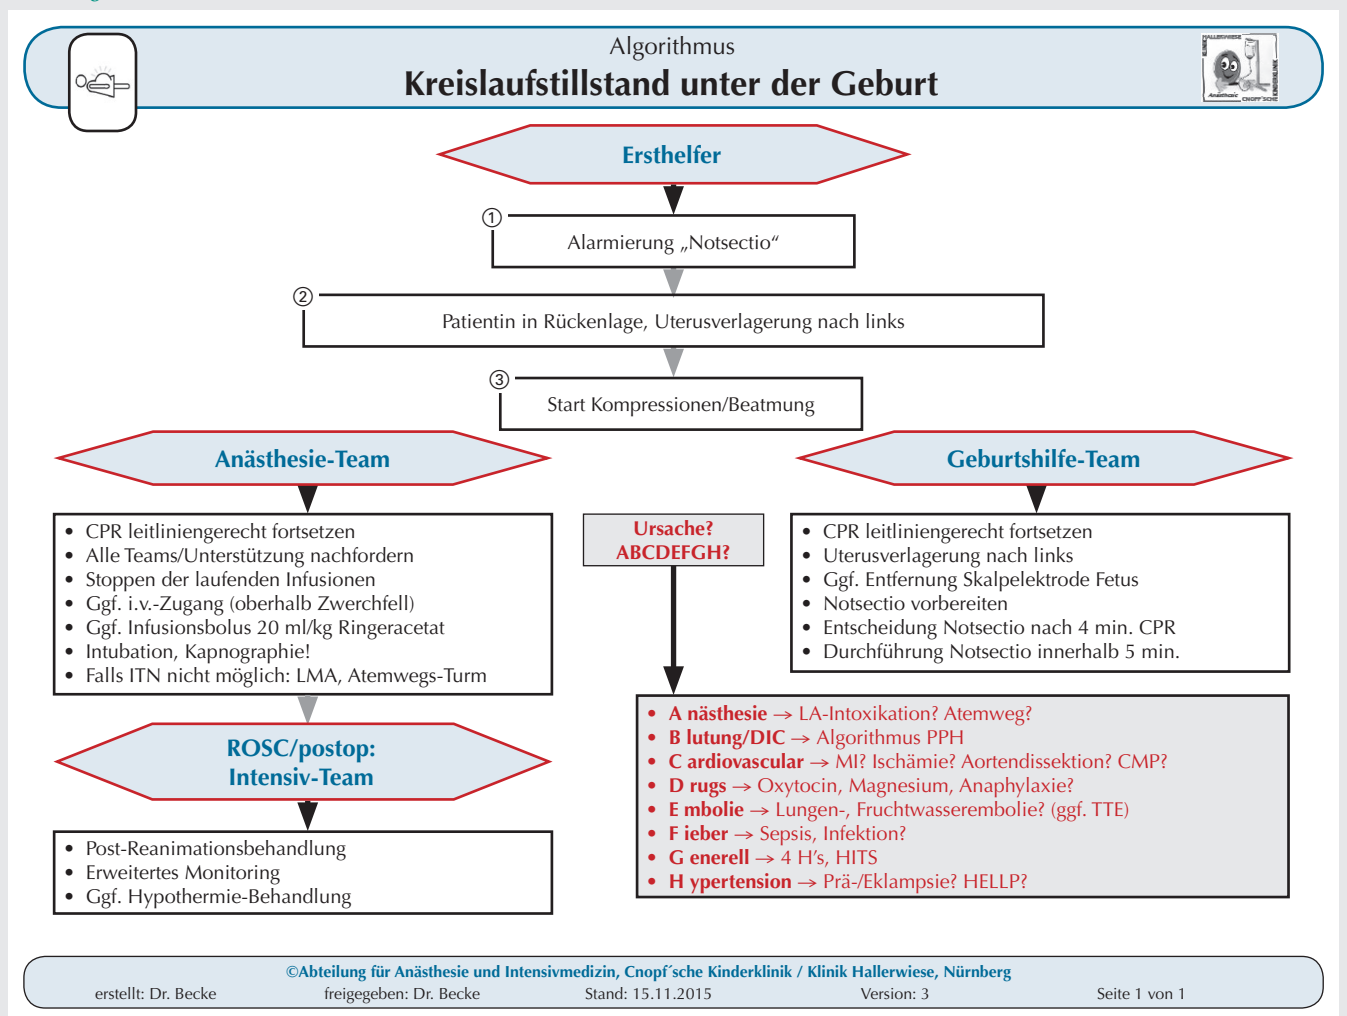 Algorithmus
Kreislaufstillstand unter der Geburt
KLINIK HALLERWIESE
Anästhesie
CNOPF'SCHE
KINDERKLINIK
Ersthelfer
①
Alarmierung „Notsectio“
②
Patientin in Rückenlage, Uterusverlagerung nach links
③
Start Kompressionen/Beatmung
Anästhesie-Team
• CPR leitliniengerecht fortsetzen
• Alle Teams/Unterstützung nachfordern
• Stoppen der laufenden Infusionen
• Ggf. i.v.-Zugang (oberhalb Zwerchfell)
• Ggf. Infusionsbolus 20 ml/kg Ringeracetat
• Intubation, Kapnographie!
• Falls ITN nicht möglich: LMA, Atemwegs-Turm
ROSC/postop:
Intensiv-Team
• Post-Reanimationsbehandlung
• Erweitertes Monitoring
• Ggf. Hypothermie-Behandlung
Ursache?
ABCDEFGH?
Geburtshilfe-Team
• CPR leitliniengerecht fortsetzen
• Uterusverlagerung nach links
• Ggf. Entfernung Skalpelektrode Fetus
• Notsectio vorbereiten
• Entscheidung Notsectio nach 4 min. CPR
• Durchführung Notsectio innerhalb 5 min.
• A nästhesie → LA-Intoxikation? Atemweg?
• B lutung/DIC → Algorithmus PPH
• C ardiovascular → MI? Ischämie? Aortendissektion? CMP?
• D rugs → Oxytocin, Magnesium, Anaphylaxie?
• E mbolie → Lungen-, Fruchtwasserembolie? (ggf. TTE)
• F ieber → Sepsis, Infektion?
• G enerell → 4 H’s, HITS
• H ypertension → Prä-/Eklampsie? HELLP?
©Abteilung für Anästhesie und Intensivmedizin, Cnopf´sche Kinderklinik / Klinik Hallerwiese, Nürnberg
erstellt: Dr. Becke freigegeben: Dr. Becke Stand: 15.11.2015 Version: 3 Seite 1 von 1